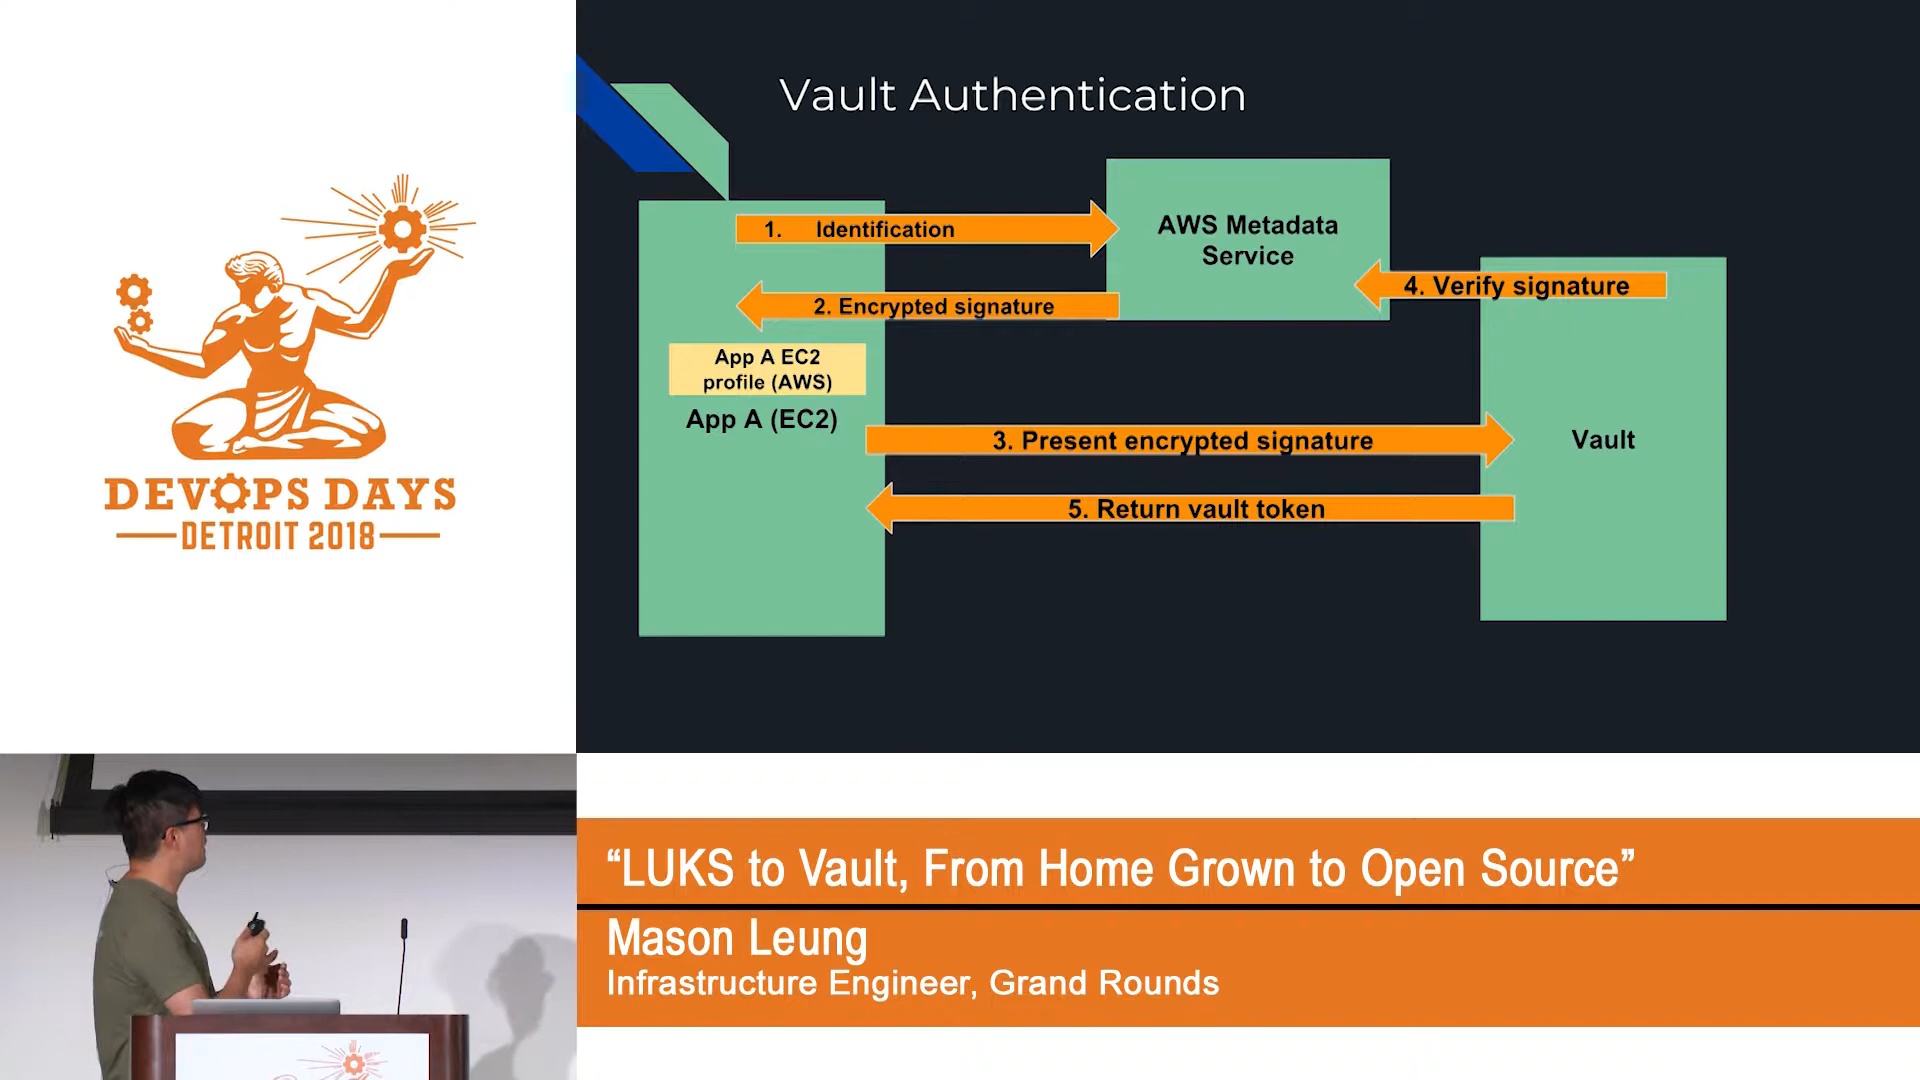 Vault Authentication
1. Identification
AWS Metadata
Service
4. Verify signature
2. Encrypted signature
App A EC2
profile (AWS)
App A (EC2)
3. Present encrypted signature
Vault
5. Return vault token
DEVOPS DAYS
DETROIT 2018
“LUKS to Vault, From Home Grown to Open Source”
Mason Leung
Infrastructure Engineer, Grand Rounds